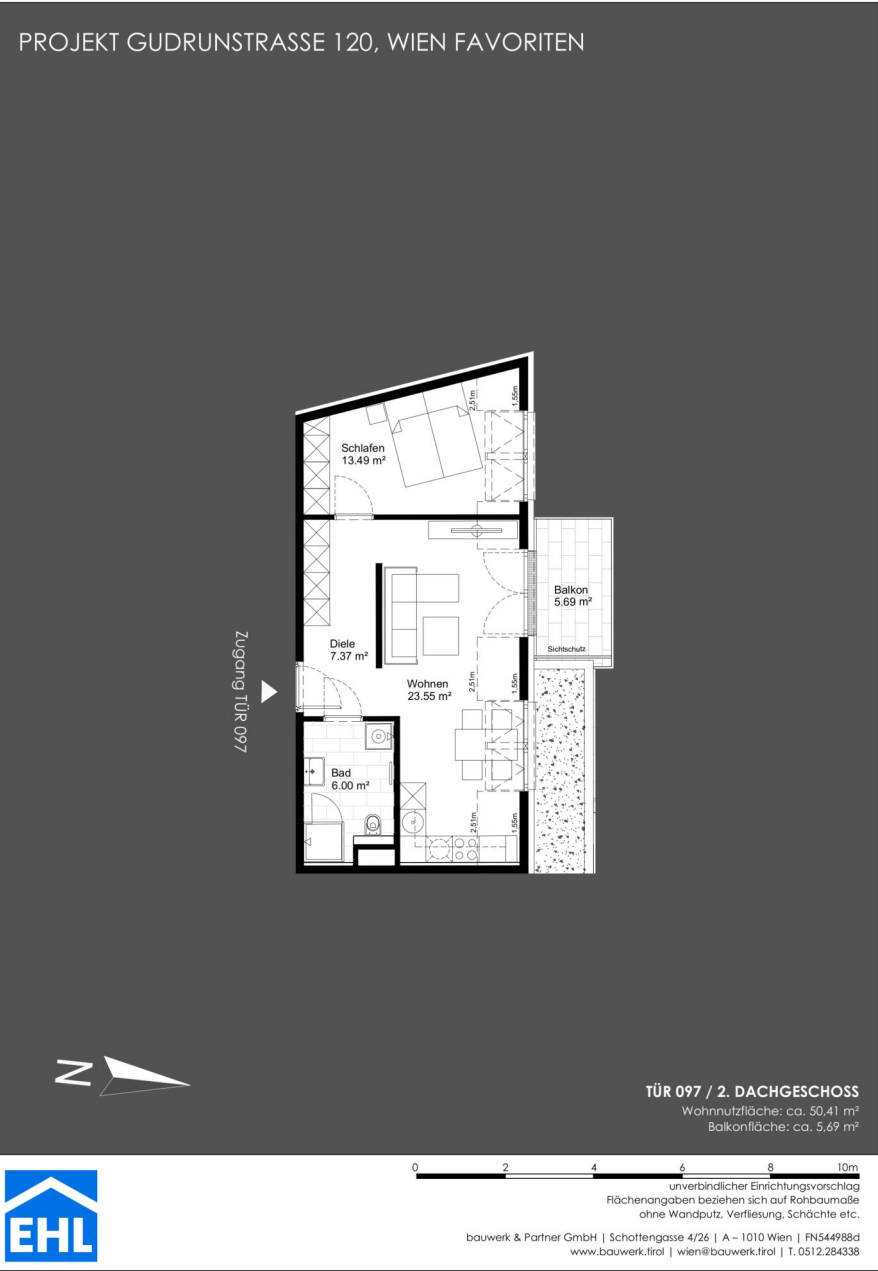 PROJEKT GUDRUNSTRASSE 120, WIEN FAVORITEN
2,51m
1,55m
Schlafen
13.49 m²
Balkon
5.69 m²
Sichtschutz
Diele
7.37 m²
Zugang TÜR 097
Wohnen
23.55 m²
2,51m
1,55m
Bad
6.00 m²
2,51m
1,55m
N
TÜR 097 / 2. DACHGESCHOSS
Wohnnutzfläche: ca. 50,41 m²
Balkonfläche: ca. 5,69 m²
0 2 4 6 8 10m
unverbindlicher Einrichtungsvorschlag
Flächenangaben beziehen sich auf Rohbaumaße
ohne Wandputz, Verfliesung, Schächte etc.
EHL
bauwerk & Partner GmbH | Schottengasse 4/26 | A – 1010 Wien | FN544988d
www.bauwerk.tirol | wien@bauwerk.tirol | T. 0512.284338